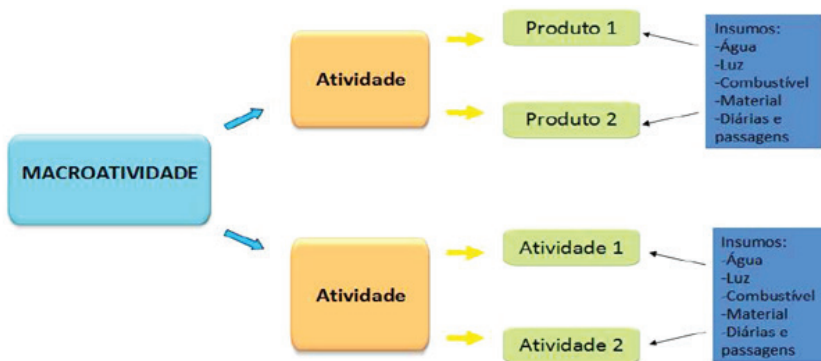 MACROATIVIDADE
Atividade
Produto 1
Produto 2
Insumos:
-Água
-Luz
-Combustível
-Material
-Diárias e
passagens
Atividade
Atividade 1
Atividade 2
Insumos:
-Água
-Luz
-Combustível
-Material
-Diárias e
passagens